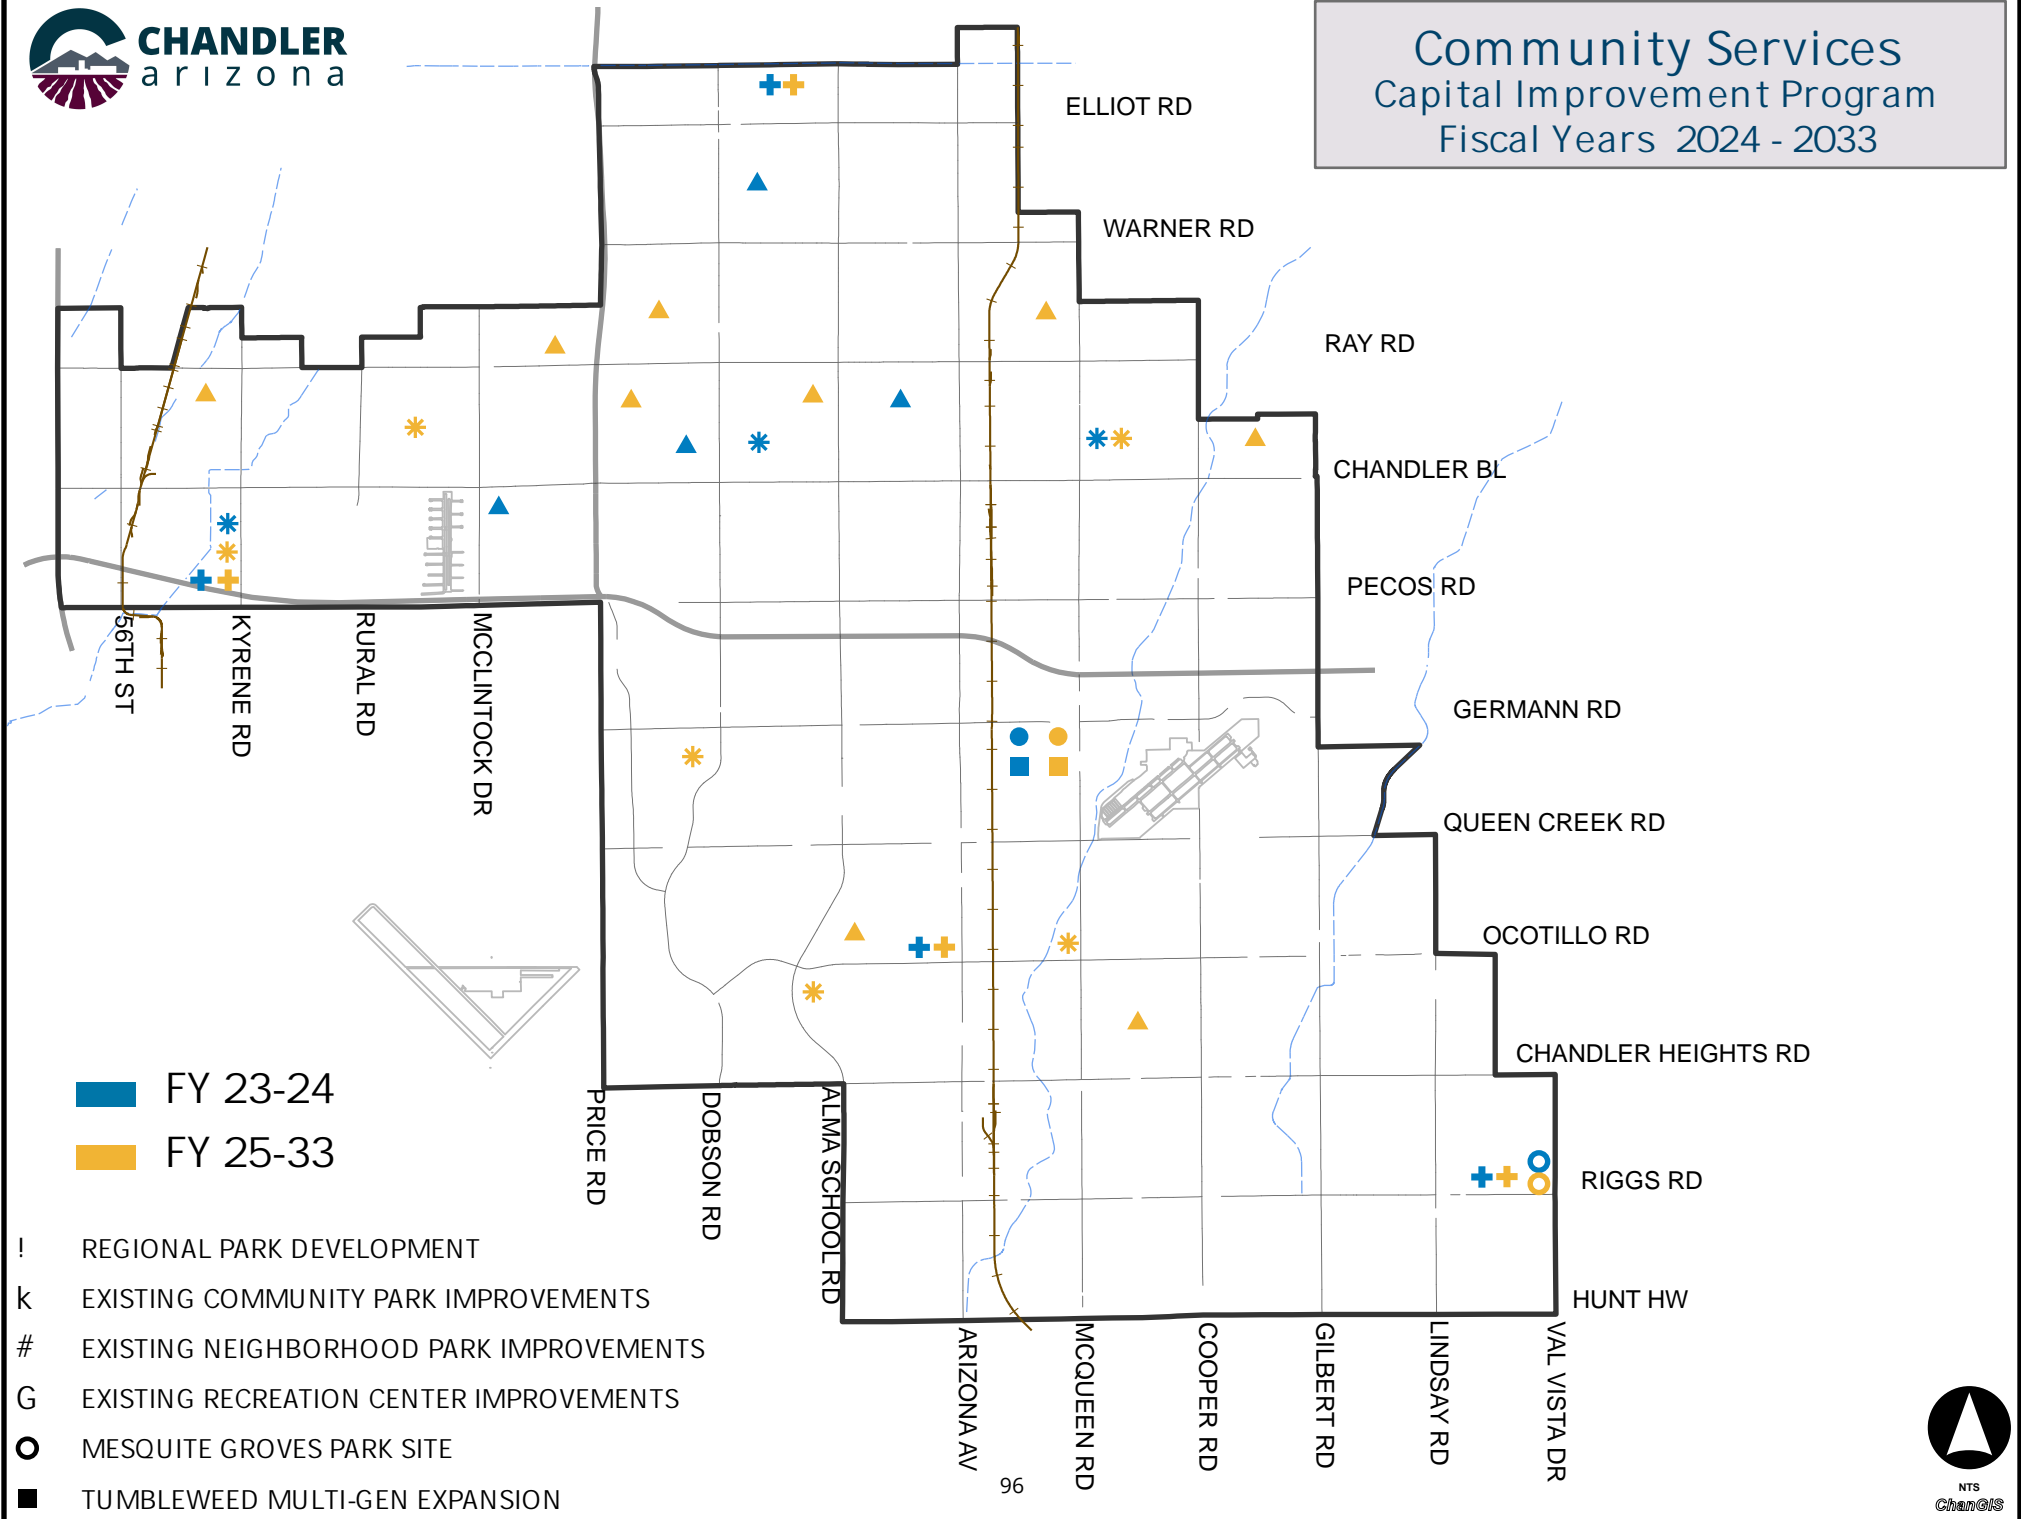 CHANDLER
arizona
Community Services
Capital Improvement Program
Fiscal Years 2024 - 2033
ELLIOT RD
WARNER RD
RAY RD
CHANDLER BL
PECOS RD
GERMANN RD
QUEEN CREEK RD
OCOTILLO RD
CHANDLER HEIGHTS RD
RIGGS RD
HUNT HW
56TH ST
KYRENE RD
RURAL RD
MCCLINTOCK DR
PRICE RD
DOBSON RD
ALMA SCHOOL RD
ARIZONA AV
MCQUEEN RD
COOPER RD
GILBERT RD
LINDSAY RD
VAL VISTA DR
FY 23-24
FY 25-33
! REGIONAL PARK DEVELOPMENT
k EXISTING COMMUNITY PARK IMPROVEMENTS
# EXISTING NEIGHBORHOOD PARK IMPROVEMENTS
G EXISTING RECREATION CENTER IMPROVEMENTS
MESQUITE GROVES PARK SITE
TUMBLEWEED MULTI-GEN EXPANSION
96
NTS
ChanGIS